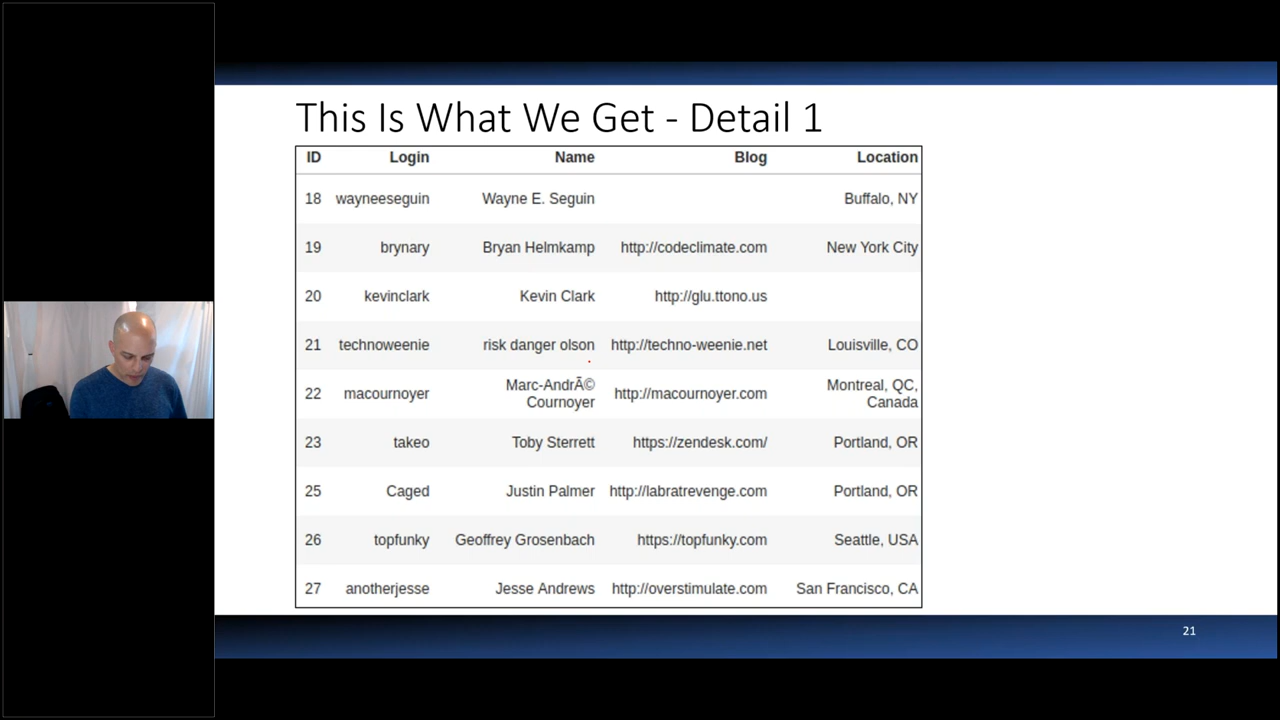 This Is What We Get - Detail 1
ID Login Name Blog Location
18 wayneeseguin Wayne E. Seguin Buffalo, NY
19 brynary Bryan Helmkamp http://codeclimate.com New York City
20 kevinclark Kevin Clark http://glu.ttono.us
21 technoweenie risk danger olson http://techno-weenie.net Louisville, CO
22 macournoyer Marc-AndrÃ© Cournoyer http://macournoyer.com Montreal, QC, Canada
23 takeo Toby Sterrett https://zendesk.com/ Portland, OR
25 Caged Justin Palmer http://labratrevenge.com Portland, OR
26 topfunky Geoffrey Grosenbach https://topfunky.com Seattle, USA
27 anotherjesse Jesse Andrews http://overstimulate.com San Francisco, CA
21